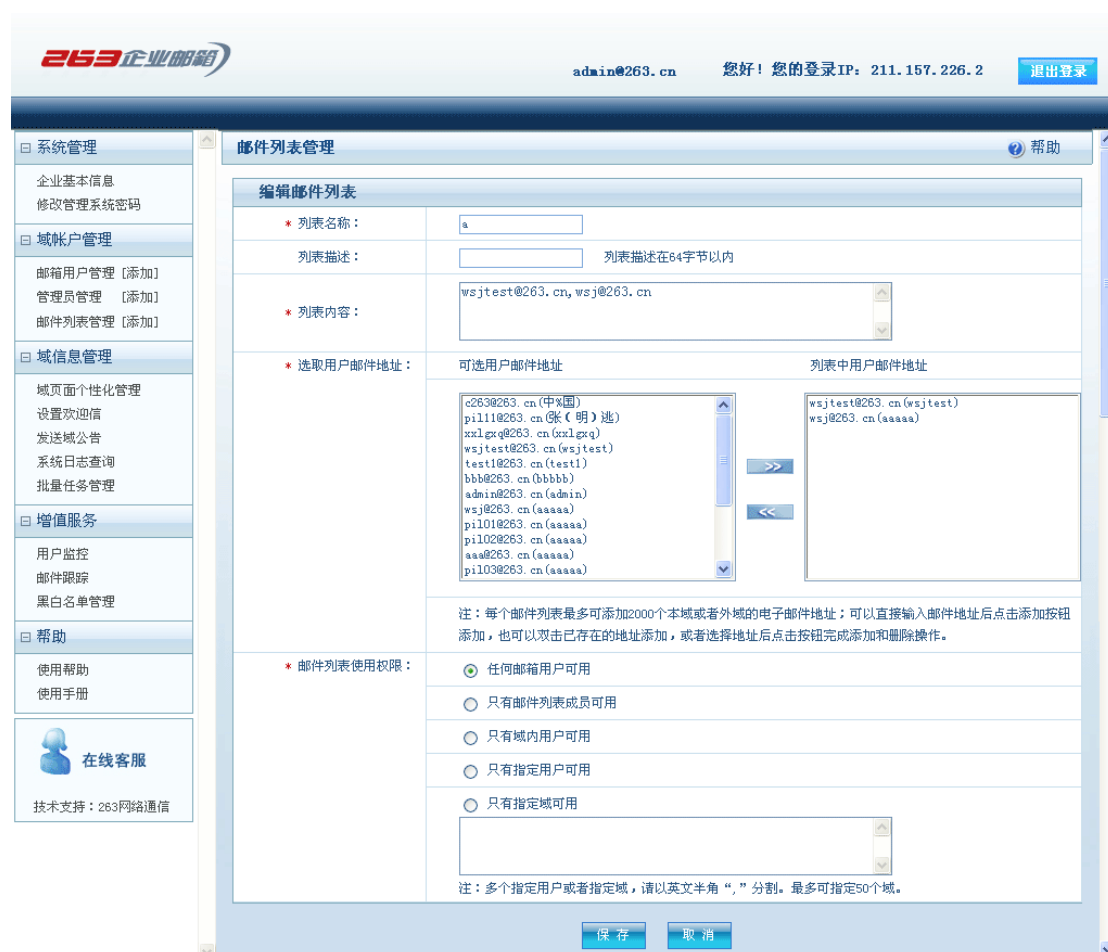 263企业邮箱
admin@263.cn 您好！您的登录IP：211.157.226.2 退出登录
系统管理
企业基本信息
修改管理系统密码
域帐户管理
邮箱用户管理 [添加]
管理员管理 [添加]
邮件列表管理 [添加]
域信息管理
域页面个性化管理
设置欢迎信
发送域公告
系统日志查询
批量任务管理
增值服务
用户监控
邮件跟踪
黑白名单管理
帮助
使用帮助
使用手册
在线客服
技术支持：263网络通信
邮件列表管理 帮助
编辑邮件列表
* 列表名称： a
列表描述： 列表描述在64字节以内
* 列表内容： wsjtest@263.cn,wsj@263.cn
* 选取用户邮件地址： 可选用户邮件地址 列表中用户邮件地址
c263@263.cn(中%国)
pil11@263.cn(张（明）逃)
xxlgxq@263.cn(xxlgxq)
wsjtest@263.cn(wsjtest)
test1@263.cn(test1)
bbb@263.cn(bbbbb)
admin@263.cn(admin)
wsj@263.cn(aaaaa)
pil01@263.cn(aaaaa)
pil02@263.cn(aaaaa)
aaa@263.cn(aaaaa)
pil03@263.cn(aaaaa)
>>
<<
wsjtest@263.cn(wsjtest)
wsj@263.cn(aaaaa)
注：每个邮件列表最多可添加2000个本域或者外域的电子邮件地址；可以直接输入邮件地址后点击添加按钮
添加，也可以双击已存在的地址添加，或者选择地址后点击按钮完成添加和删除操作。
* 邮件列表使用权限： 任何邮箱用户可用
只有邮件列表成员可用
只有域内用户可用
只有指定用户可用
只有指定域可用
注：多个指定用户或者指定域，请以英文半角“,”分割。最多可指定50个域。
保存 取消